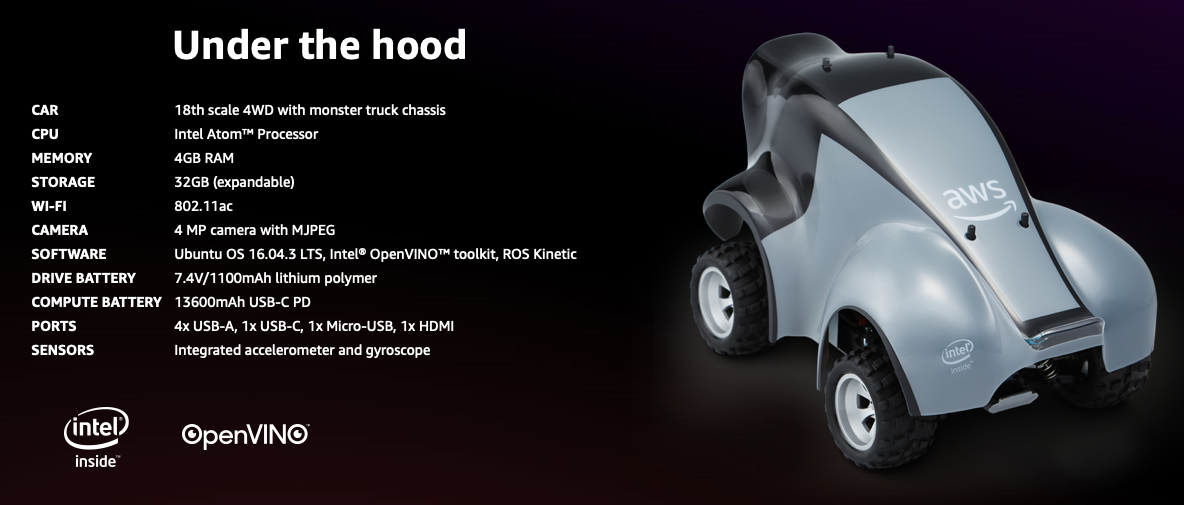 Under the hood
CAR 18th scale 4WD with monster truck chassis
CPU Intel Atom™ Processor
MEMORY 4GB RAM
STORAGE 32GB (expandable)
WI-FI 802.11ac
CAMERA 4 MP camera with MJPEG
SOFTWARE Ubuntu OS 16.04.3 LTS, Intel® OpenVINO™ toolkit, ROS Kinetic
DRIVE BATTERY 7.4V/1100mAh lithium polymer
COMPUTE BATTERY 13600mAh USB-C PD
PORTS 4x USB-A, 1x USB-C, 1x Micro-USB, 1x HDMI
SENSORS Integrated accelerometer and gyroscope
intel®
inside™
OpenVINO™
aws
intel
inside™